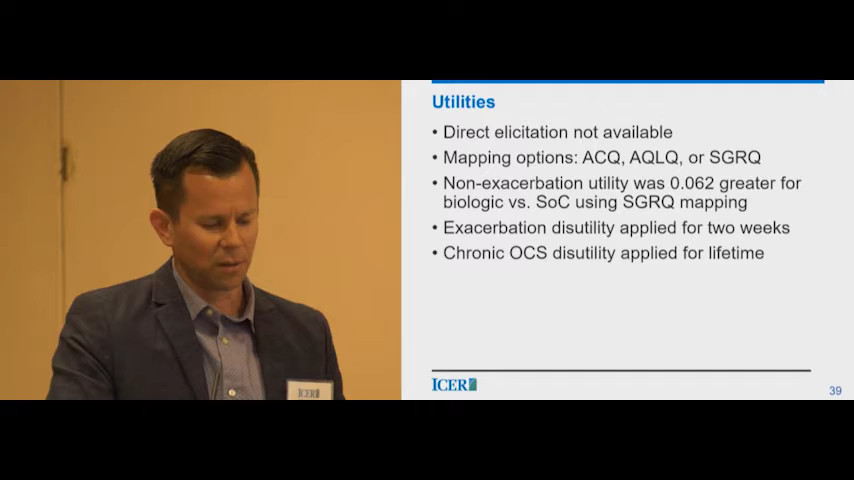 Utilities
• Direct elicitation not available
• Mapping options: ACQ, AQLQ, or SGRQ
• Non-exacerbation utility was 0.062 greater for
biologic vs. SoC using SGRQ mapping
• Exacerbation disutility applied for two weeks
• Chronic OCS disutility applied for lifetime
ICER
39
ICER